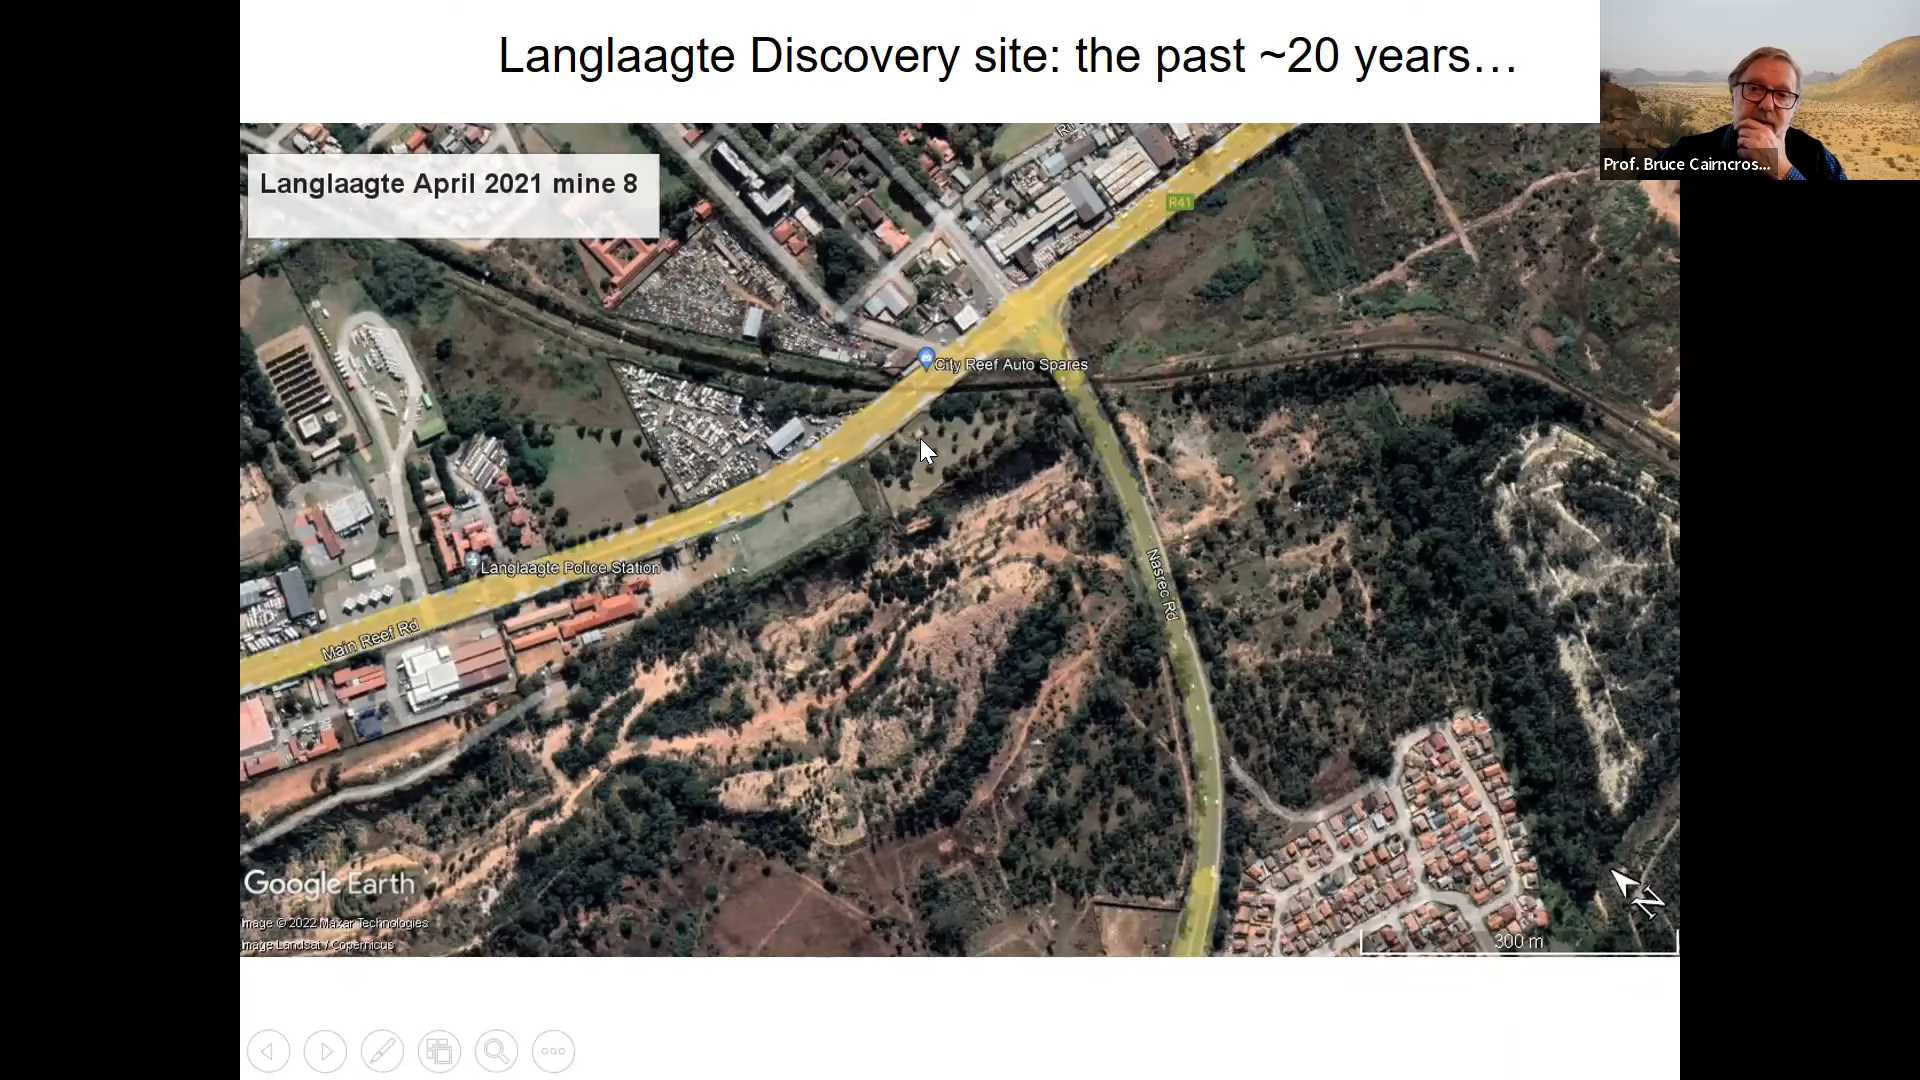 Langlaagte Discovery site: the past ~20 years…
Prof. Bruce Cairncros...
Langlaagte April 2021 mine 8
R41
City Reef Auto Spares
Langlaagte Police Station
Nasrec Rd
Main Reef Rd
Google Earth
Image © 2022 Maxar Technologies
Image Landsat / Copernicus
N
300 m